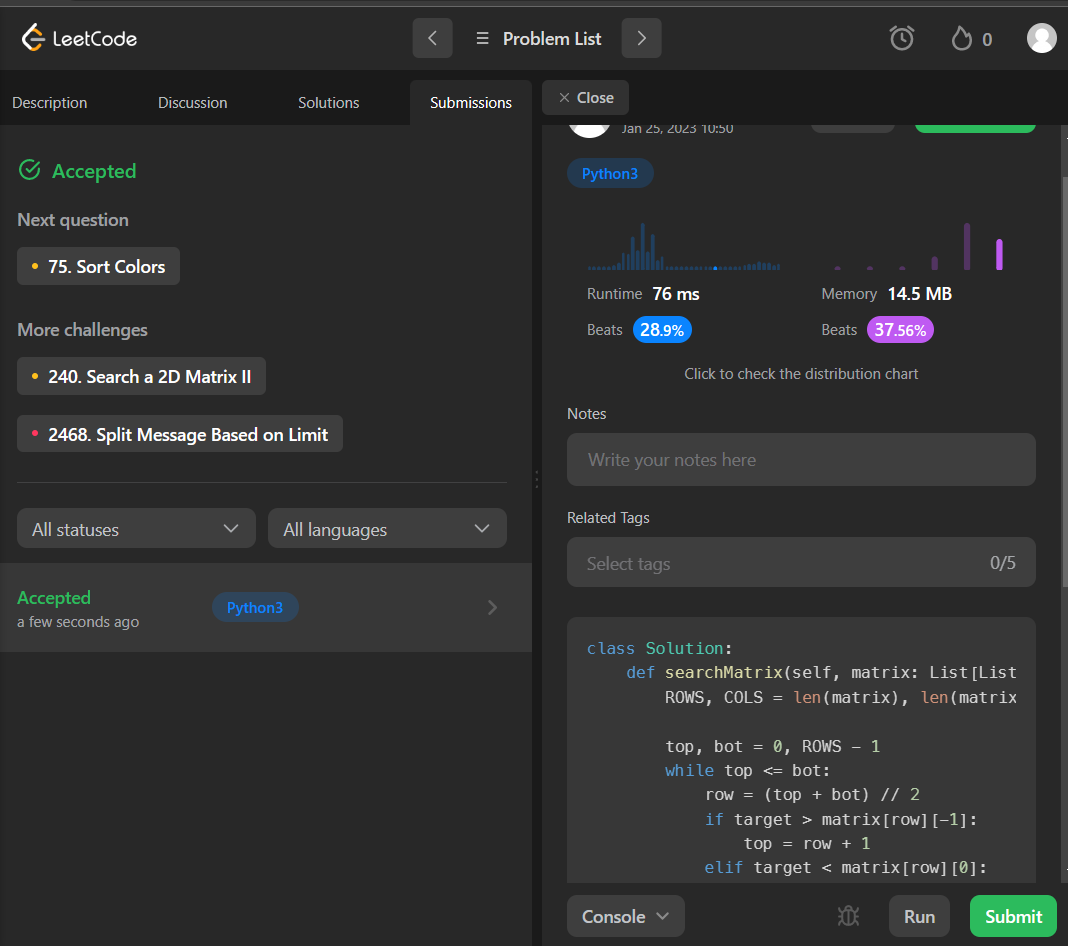 LeetCode
Problem List
0
Description
Discussion
Solutions
Submissions
Accepted
Next question
75. Sort Colors
More challenges
240. Search a 2D Matrix II
2468. Split Message Based on Limit
All statuses
All languages
Accepted
a few seconds ago
Python3
Close
Jan 25, 2023 10:50
Python3
Runtime 76 ms
Beats 28.9%
Memory 14.5 MB
Beats 37.56%
Click to check the distribution chart
Notes
Write your notes here
Related Tags
Select tags
0/5
class Solution:
    def searchMatrix(self, matrix: List[List
        ROWS, COLS = len(matrix), len(matrix
        top, bot = 0, ROWS - 1
        while top <= bot:
            row = (top + bot) // 2
            if target > matrix[row][-1]:
                top = row + 1
            elif target < matrix[row][0]:
Console
Run
Submit